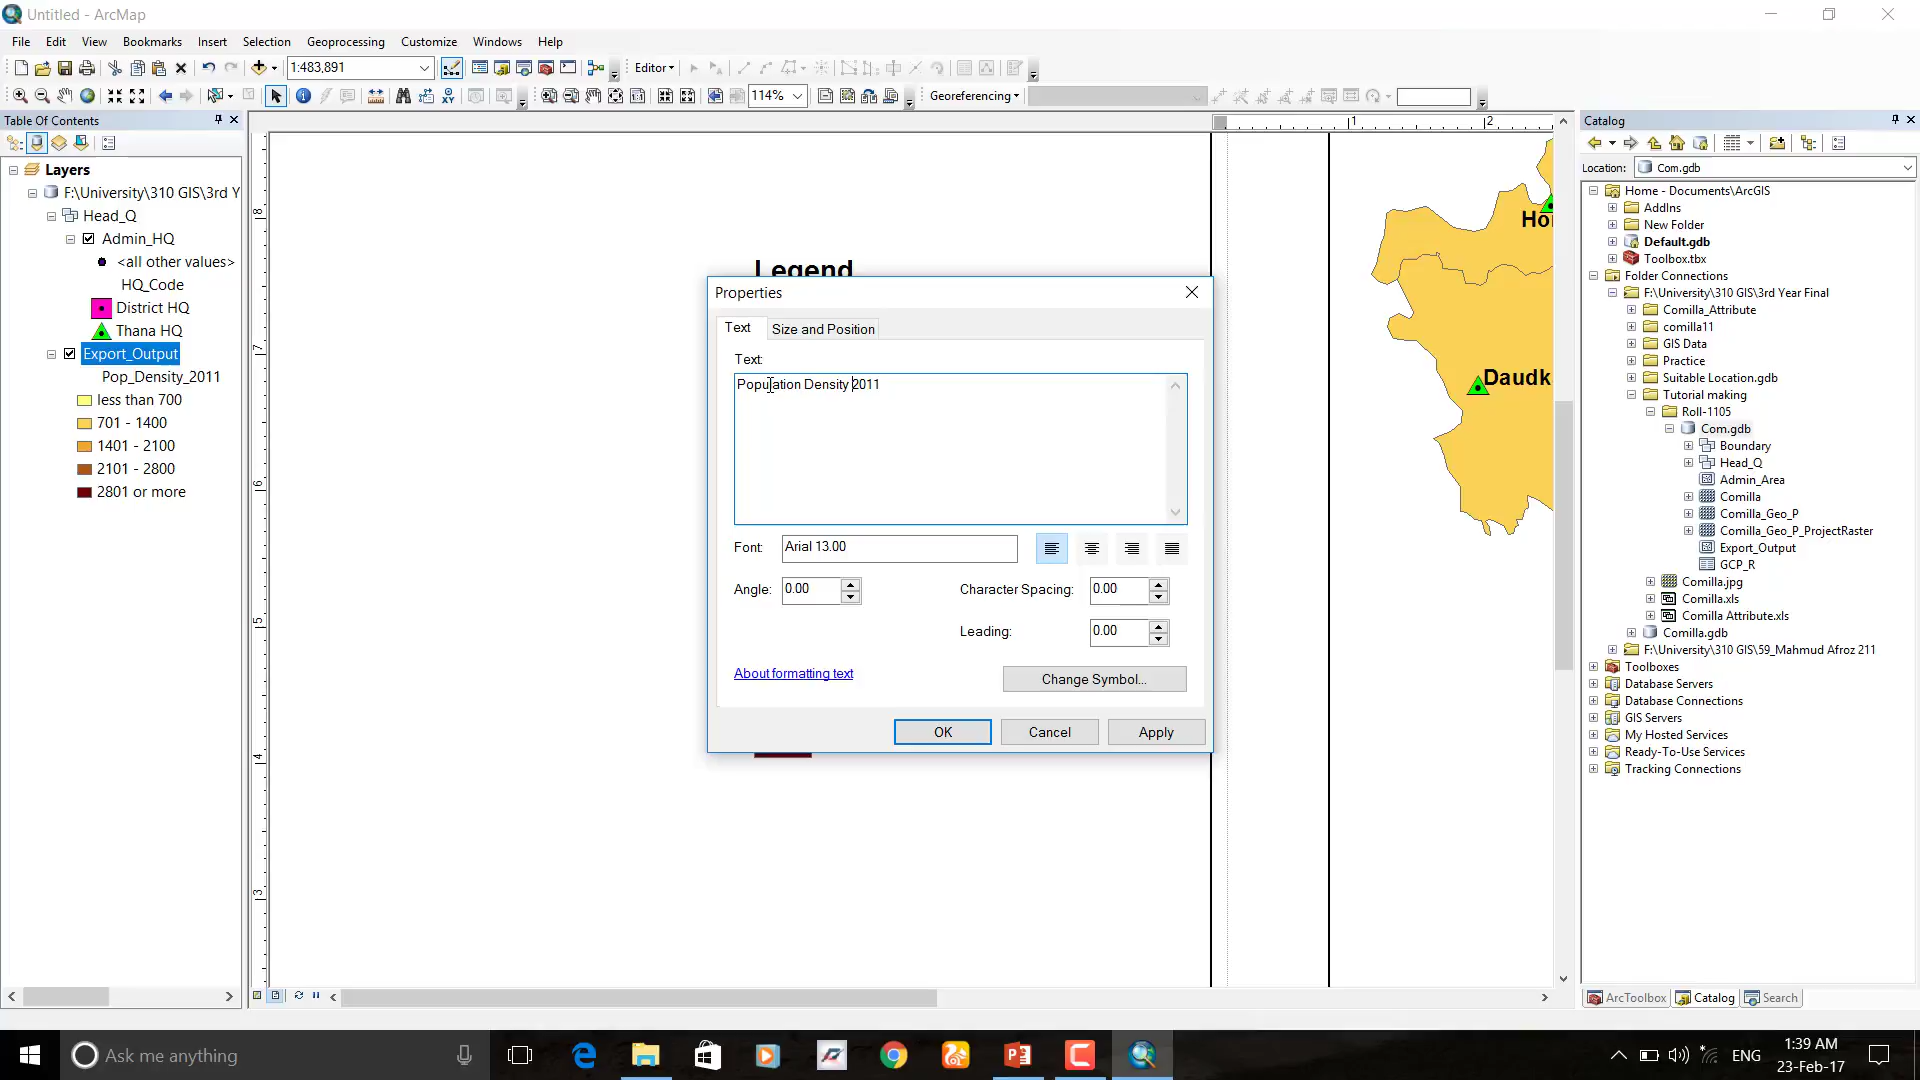 Untitled - ArcMap
File Edit View Bookmarks Insert Selection Geoprocessing Customize Windows Help
1:483,891 Editor
114% Georeferencing
Table Of Contents
Layers
F:\University\310 GIS\3rd Y
Head_Q
Admin_HQ
<all other values>
HQ_Code
District HQ
Thana HQ
Export_Output
Pop_Density_2011
less than 700
701 - 1400
1401 - 2100
2101 - 2800
2801 or more
1 2
8
7
6
5
4
3
Legend
Hor
Daudk
Properties
Text Size and Position
Text:
Population Density 2011
Font: Arial 13.00
Angle: 0.00 Character Spacing: 0.00
Leading: 0.00
About formatting text Change Symbol...
OK Cancel Apply
Catalog
Location: Com.gdb
Home - Documents\ArcGIS
AddIns
New Folder
Default.gdb
Toolbox.tbx
Folder Connections
F:\University\310 GIS\3rd Year Final
Comilla_Attribute
comilla11
GIS Data
Practice
Suitable Location.gdb
Tutorial making
Roll-1105
Com.gdb
Boundary
Head_Q
Admin_Area
Comilla
Comilla_Geo_P
Comilla_Geo_P_ProjectRaster
Export_Output
GCP_R
Comilla.jpg
Comilla.xls
Comilla Attribute.xls
Comilla.gdb
F:\University\310 GIS\59_Mahmud Afroz 211
Toolboxes
Database Servers
Database Connections
GIS Servers
My Hosted Services
Ready-To-Use Services
Tracking Connections
ArcToolbox Catalog Search
Ask me anything
ENG
1:39 AM
23-Feb-17